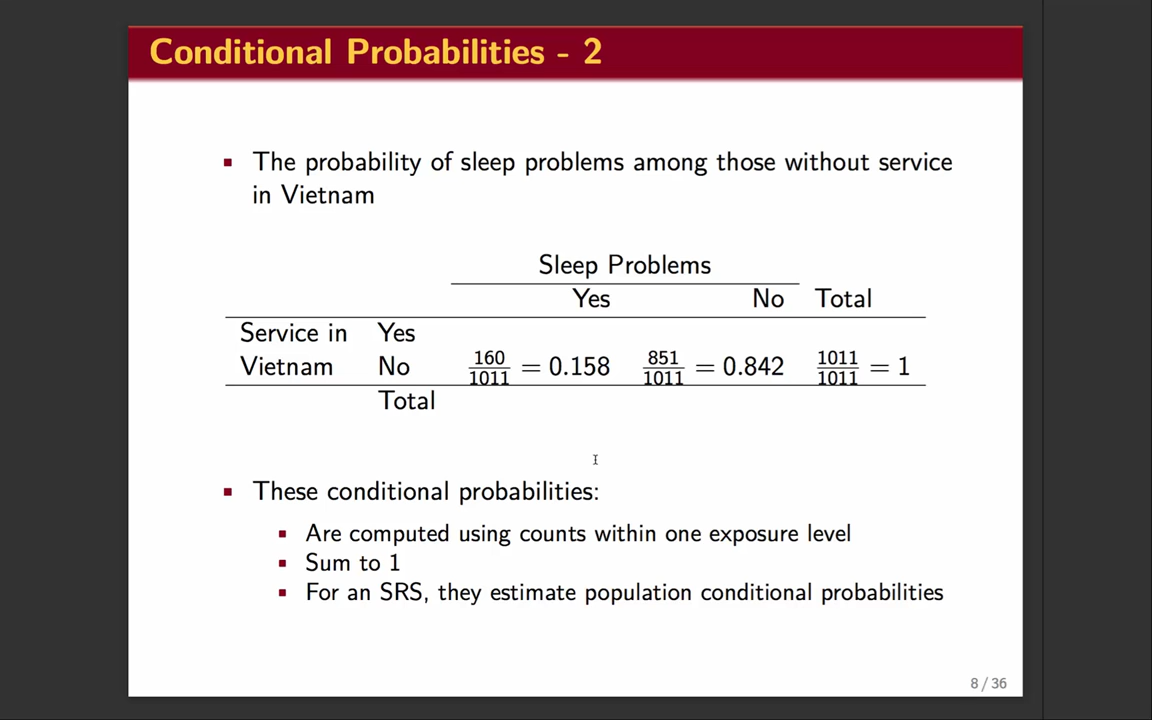 Conditional Probabilities - 2
The probability of sleep problems among those without service
in Vietnam
Sleep Problems
Yes No Total
Service in Yes
Vietnam No 160/1011 = 0.158 851/1011 = 0.842 1011/1011 = 1
Total
These conditional probabilities:
Are computed using counts within one exposure level
Sum to 1
For an SRS, they estimate population conditional probabilities
8 / 36